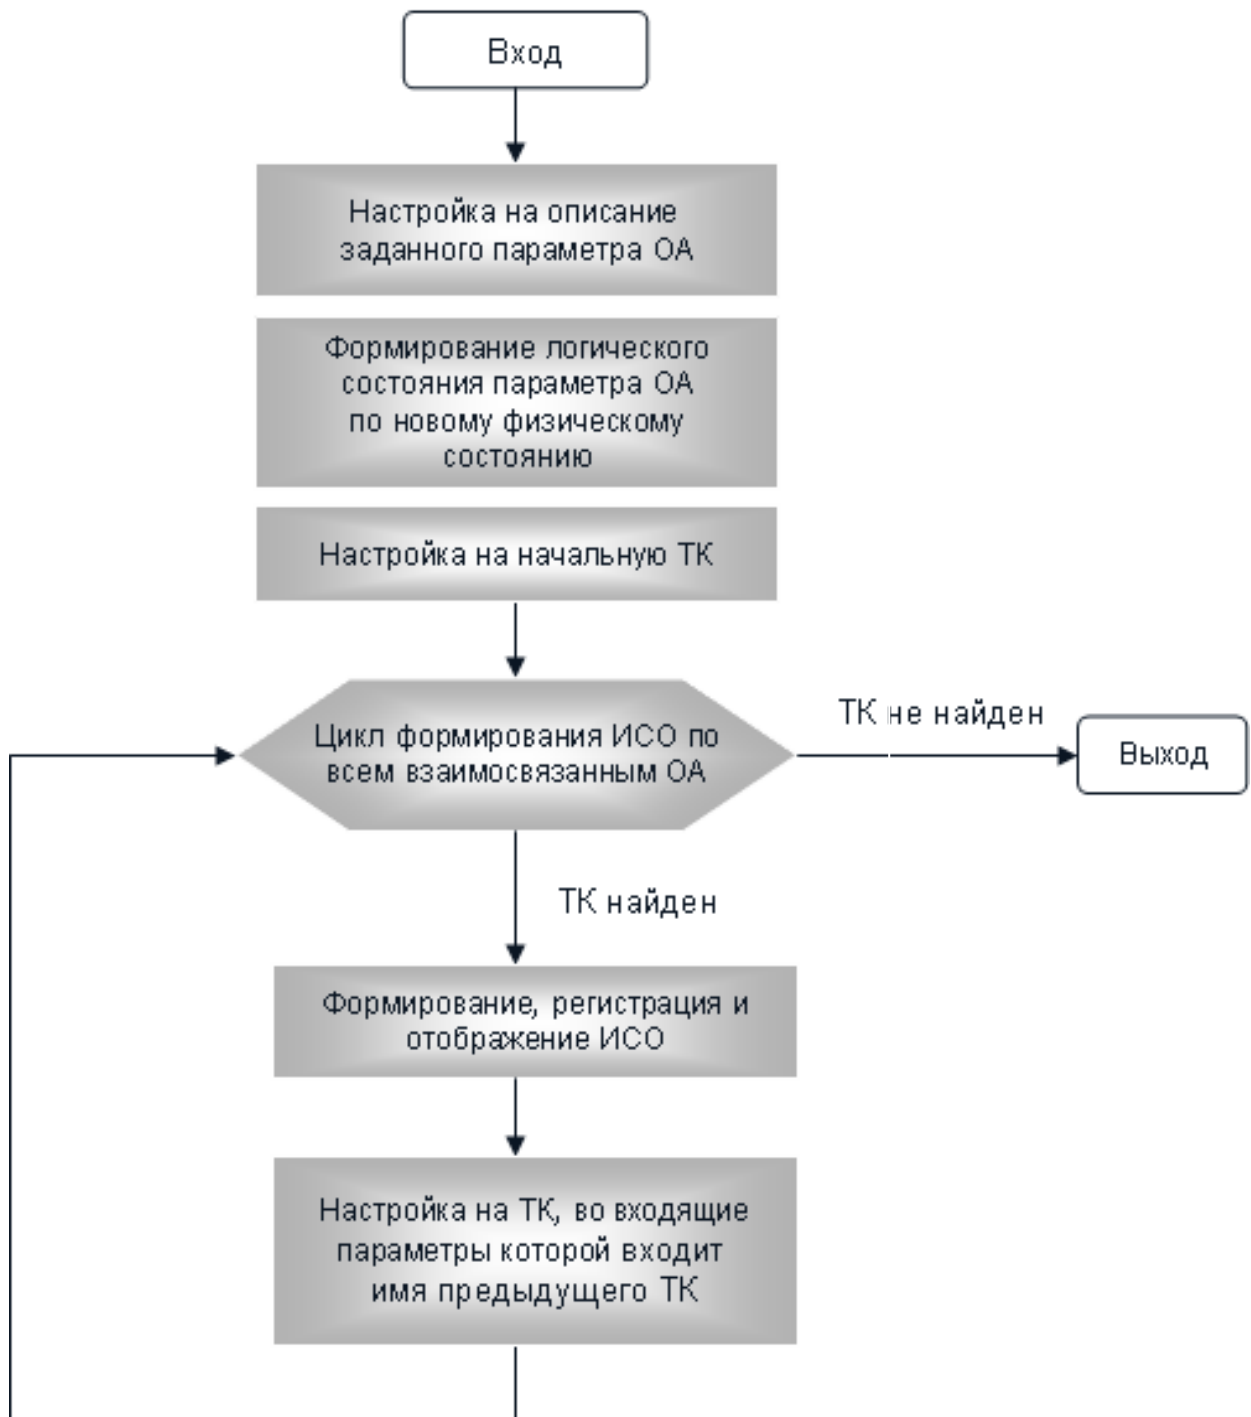 Вход
Настройка на описание
заданного параметра ОА
Формирование логического
состояния параметра ОА
по новому физическому
состоянию
Настройка на начальную ТК
Цикл формирования ИСО по
всем взаимосвязанным ОА
ТК не найден
Выход
ТК найден
Формирование, регистрация и
отображение ИСО
Настройка на ТК, во входящие
параметры которой входит
имя предыдущего ТК